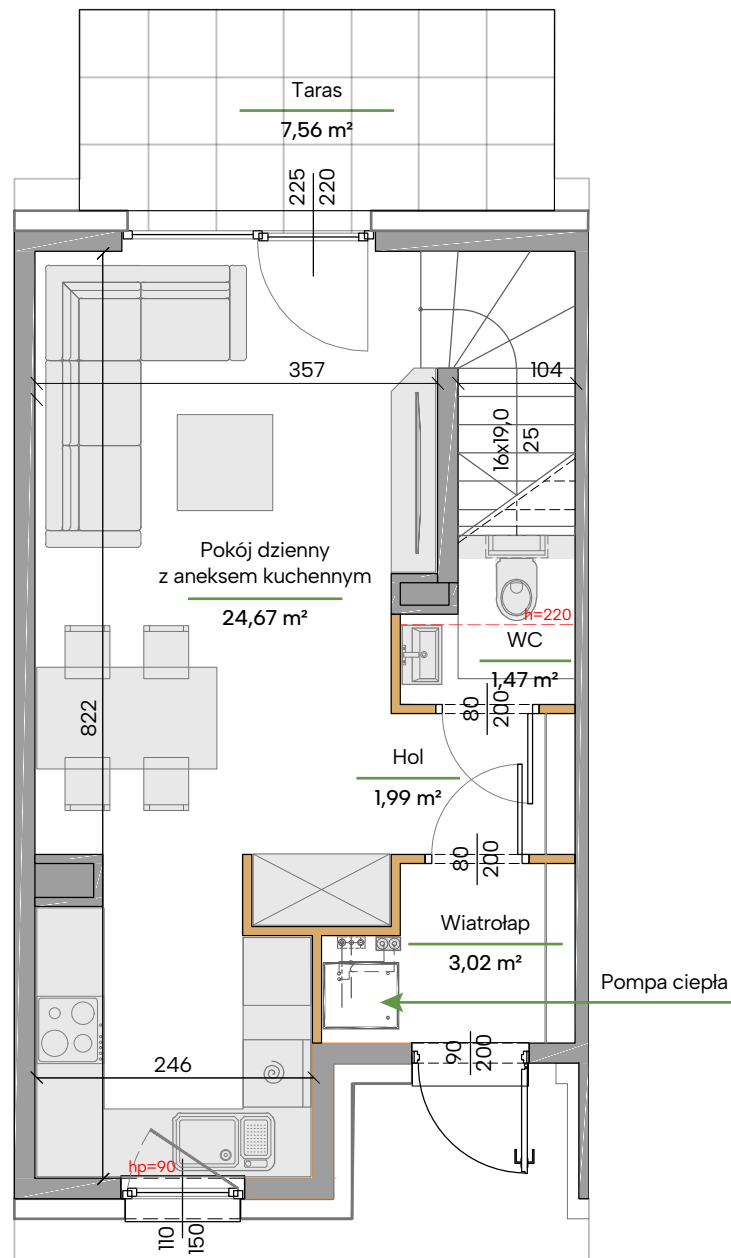 Taras
7,56 m²
225
220
357
104
16x19,0
25
Pokój dzienny
z aneksem kuchennym
24,67 m²
h=220
WC
1,47 m²
822
80
200
Hol
1,99 m²
80
200
Wiatrołap
3,02 m²
Pompa ciepła
90
200
246
hp=90
110
150